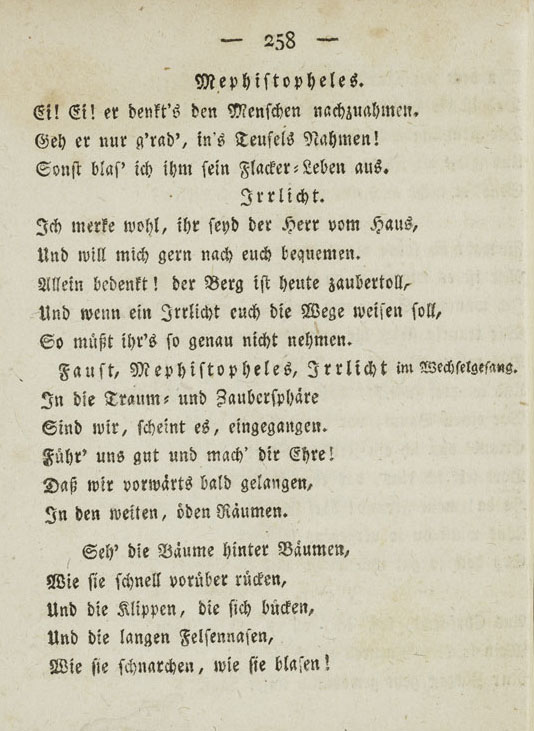 — 258 —
Mephistopheles.
Ei! Ei! er denkt's den Menschen nachzuahmen.
Geh er nur g'rad', in's Teufels Nahmen!
Sonst blas' ich ihm sein Flacker-Leben aus.
Irrlicht.
Ich merke wohl, ihr seyd der Herr vom Haus,
Und will mich gern nach euch bequemen.
Allein bedenkt! der Berg ist heute zaubertoll,
Und wenn ein Irrlicht euch die Wege weisen soll,
So müßt ihr's so genau nicht nehmen.
Faust, Mephistopheles, Irrlicht im Wechselgesang.
In die Traum- und Zaubersphäre
Sind wir, scheint es, eingegangen.
Führ' uns gut und mach' dir Ehre!
Daß wir vorwärts bald gelangen,
In den weiten, öden Räumen.
Seh' die Bäume hinter Bäumen,
Wie sie schnell vorüber rücken,
Und die Klippen, die sich bücken,
Und die langen Felsennasen,
Wie sie schnarchen, wie sie blasen!